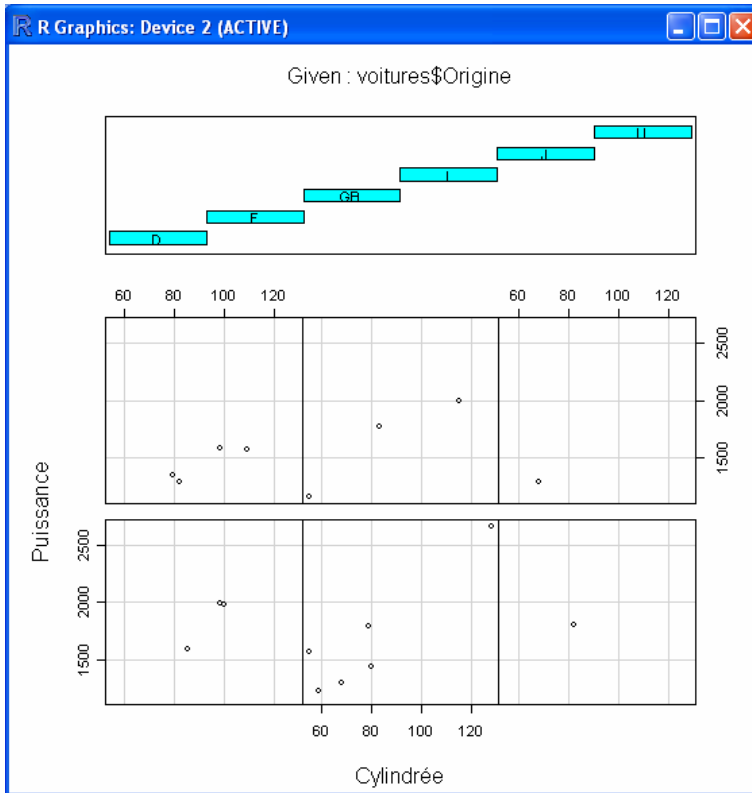 R Graphics: Device 2 (ACTIVE)
Given : voitures$Origine
U
J
I
GB
F
D
60 80 100 120 60 80 100 120
1500 2000 2500
Puissance
1500 2000 2500
60 80 100 120
Cylindrée